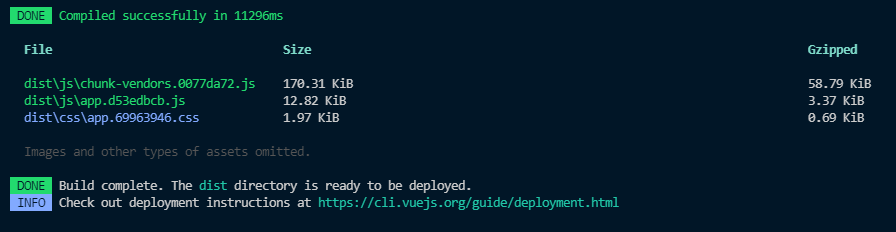 DONE Compiled successfully in 11296ms
File Size Gzipped
dist\js\chunk-vendors.0077da72.js 170.31 KiB 58.79 KiB
dist\js\app.d53edbcb.js 12.82 KiB 3.37 KiB
dist\css\app.69963946.css 1.97 KiB 0.69 KiB
Images and other types of assets omitted.
DONE Build complete. The dist directory is ready to be deployed.
INFO Check out deployment instructions at https://cli.vuejs.org/guide/deployment.html